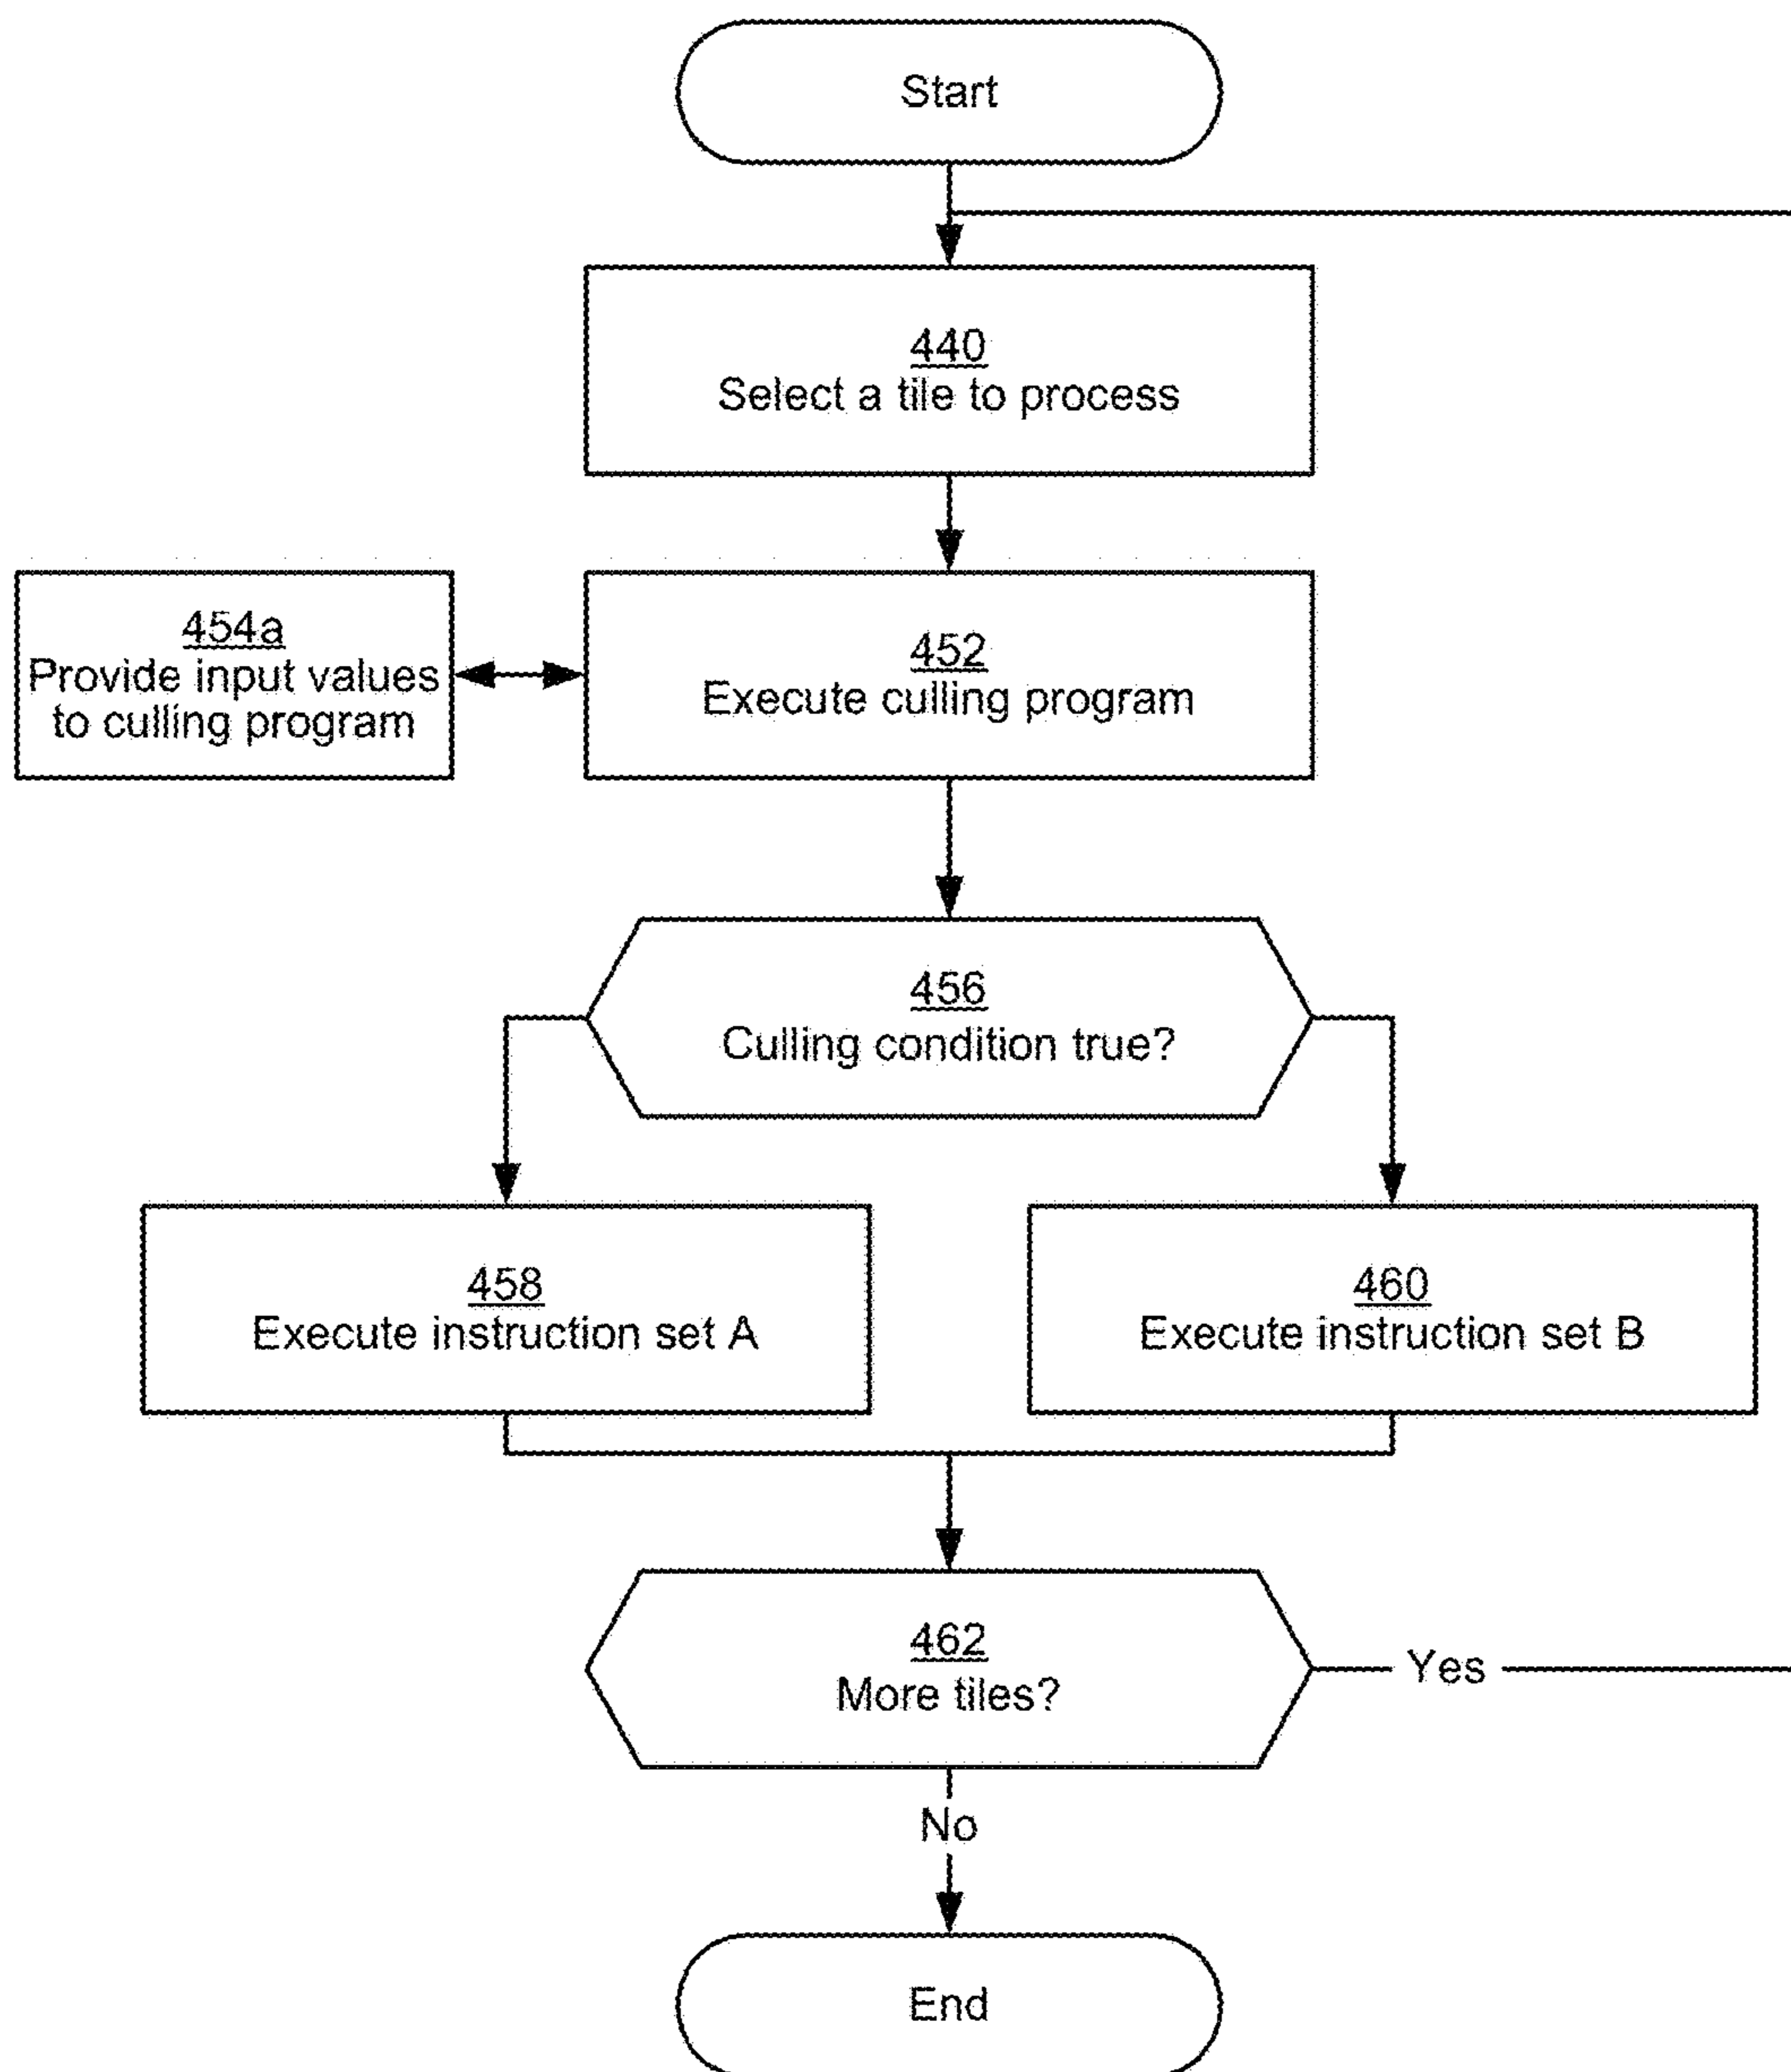 Start
440
Select a tile to process
454a
Provide input values
to culling program
452
Execute culling program
456
Culling condition true?
458
Execute instruction set A
460
Execute instruction set B
462
More tiles?
Yes
No
End